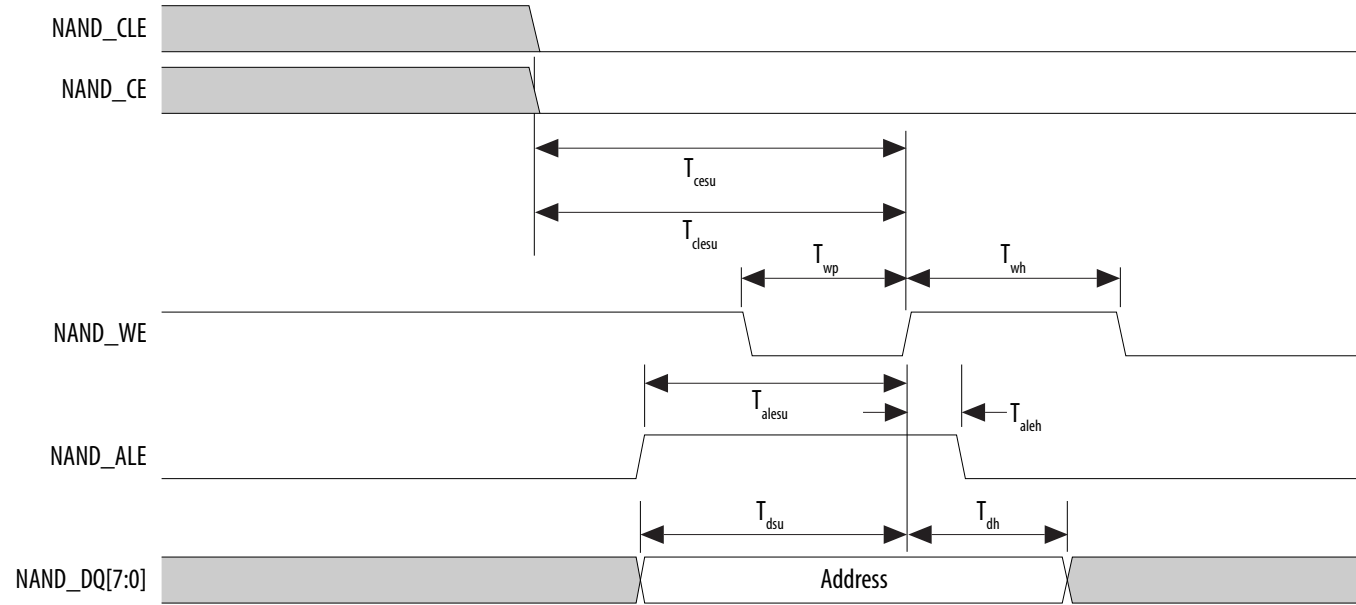 NAND_CLE
NAND_CE
T_cesu
T_clesu
T_wp T_wh
NAND_WE
T_alesu T_aleh
NAND_ALE
T_dsu T_dh
NAND_DQ[7:0] Address